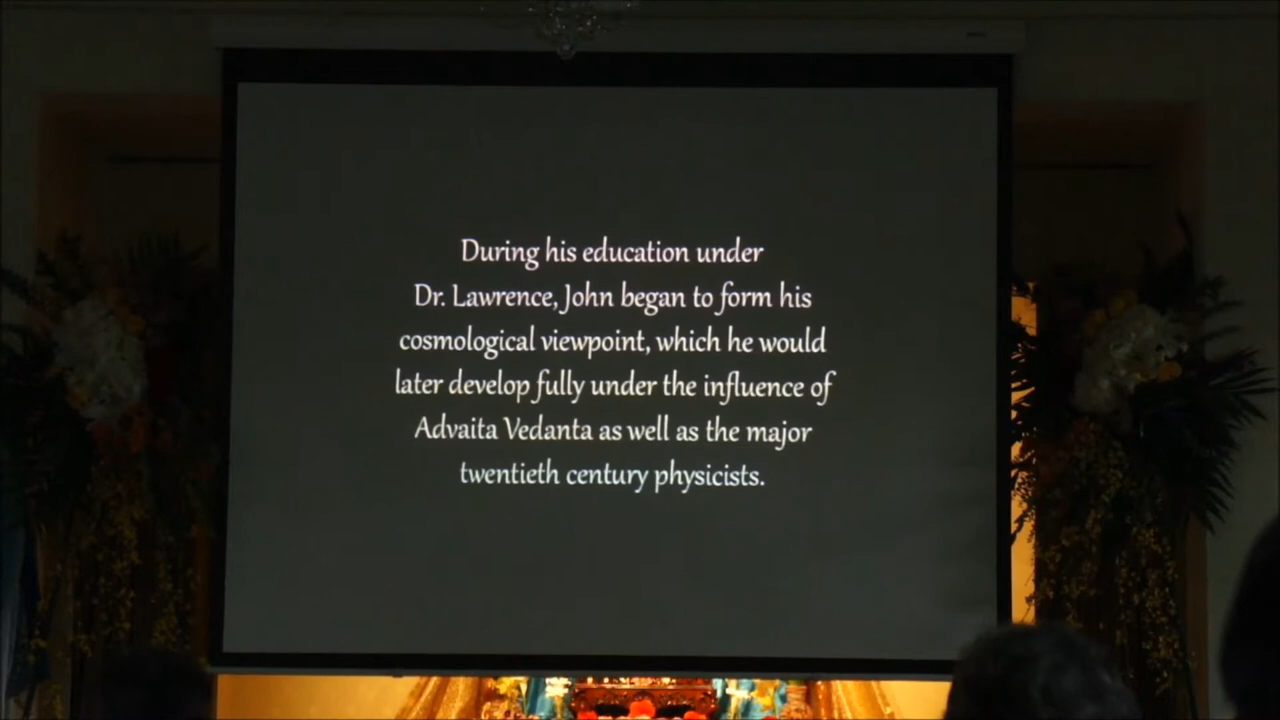 During his education under
Dr. Lawrence, John began to form his
cosmological viewpoint, which he would
later develop fully under the influence of
Advaita Vedanta as well as the major
twentieth century physicists.